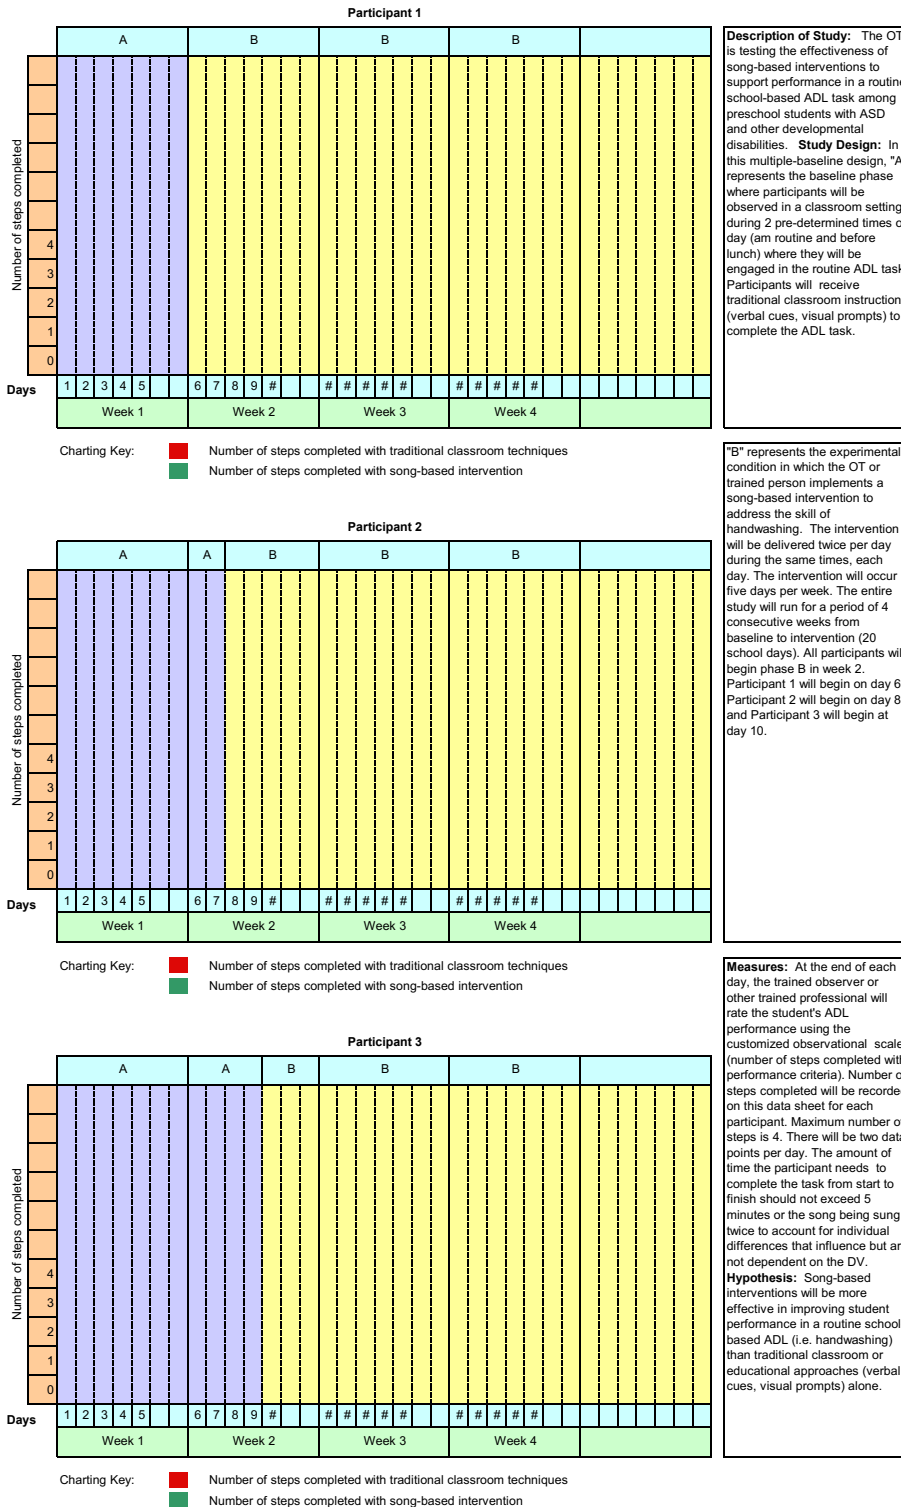 Participant 1
A B B B
Number of steps completed
4
3
2
1
0
Days 1 2 3 4 5 6 7 8 9 # # # # # # # # # # #
Week 1 Week 2 Week 3 Week 4
Charting Key: Number of steps completed with traditional classroom techniques
Number of steps completed with song-based intervention
Description of Study: The OT
is testing the effectiveness of
song-based interventions to
support performance in a routine
school-based ADL task among
preschool students with ASD
and other developmental
disabilities. Study Design: In
this multiple-baseline design, "A
represents the baseline phase
where participants will be
observed in a classroom setting
during 2 pre-determined times o
day (am routine and before
lunch) where they will be
engaged in the routine ADL task
Participants will receive
traditional classroom instruction
(verbal cues, visual prompts) to
complete the ADL task.
Participant 2
A A B B B
Number of steps completed
4
3
2
1
0
Days 1 2 3 4 5 6 7 8 9 # # # # # # # # # # #
Week 1 Week 2 Week 3 Week 4
Charting Key: Number of steps completed with traditional classroom techniques
Number of steps completed with song-based intervention
"B" represents the experimental
condition in which the OT or
trained person implements a
song-based intervention to
address the skill of
handwashing. The intervention
will be delivered twice per day
during the same times, each
day. The intervention will occur
five days per week. The entire
study will run for a period of 4
consecutive weeks from
baseline to intervention (20
school days). All participants wil
begin phase B in week 2.
Participant 1 will begin on day 6
Participant 2 will begin on day 8
and Participant 3 will begin at
day 10.
Participant 3
A A B B B
Number of steps completed
4
3
2
1
0
Days 1 2 3 4 5 6 7 8 9 # # # # # # # # # # #
Week 1 Week 2 Week 3 Week 4
Charting Key: Number of steps completed with traditional classroom techniques
Number of steps completed with song-based intervention
Measures: At the end of each
day, the trained observer or
other trained professional will
rate the student's ADL
performance using the
customized observational scale
(number of steps completed with
performance criteria). Number o
steps completed will be recorde
on this data sheet for each
participant. Maximum number of
steps is 4. There will be two data
points per day. The amount of
time the participant needs to
complete the task from start to
finish should not exceed 5
minutes or the song being sung
twice to account for individual
differences that influence but ar
not dependent on the DV.
Hypothesis: Song-based
interventions will be more
effective in improving student
performance in a routine school
based ADL (i.e. handwashing)
than traditional classroom or
educational approaches (verbal
cues, visual prompts) alone.